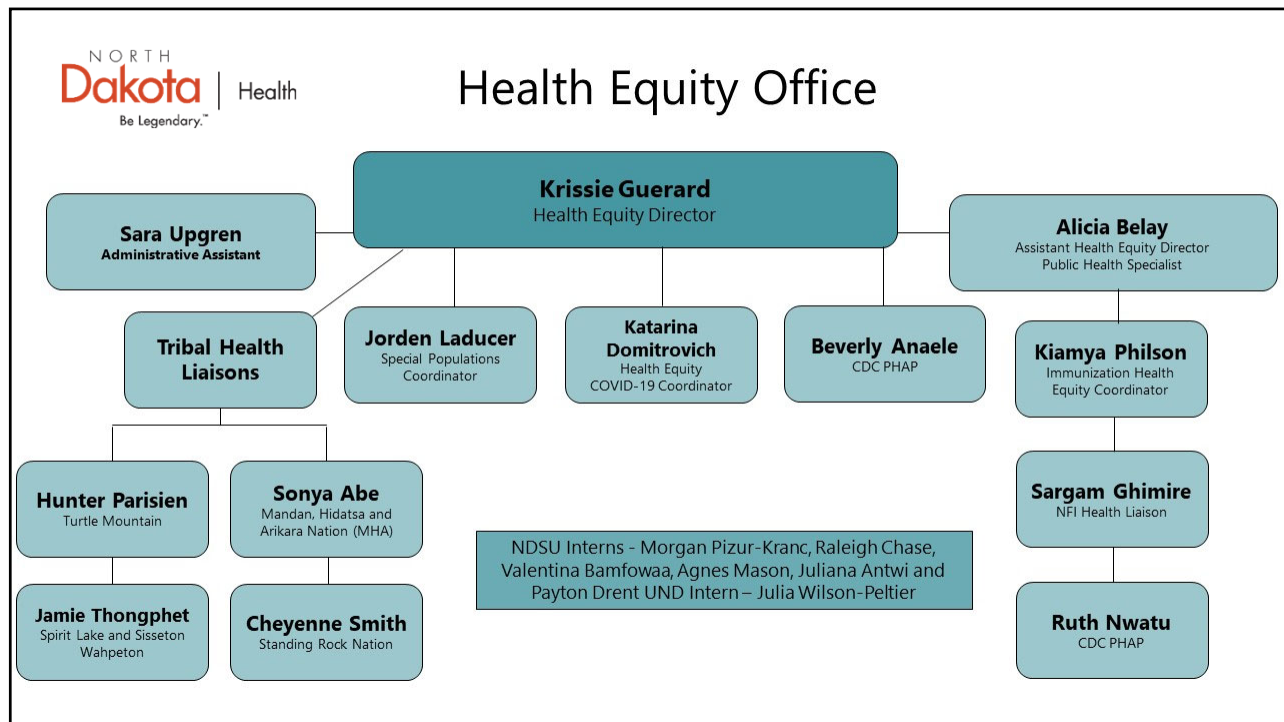 NORTH
Dakota
Health
Be Legendary.™
Health Equity Office
Krissie Guerard
Health Equity Director
Sara Upgren
Administrative Assistant
Alicia Belay
Assistant Health Equity Director
Public Health Specialist
Tribal Health
Liaisons
Jorden Laducer
Special Populations
Coordinator
Katarina
Domitrovich
Health Equity
COVID-19 Coordinator
Beverly Anaele
CDC PHAP
Kiamya Philson
Immunization Health
Equity Coordinator
Hunter Parisien
Turtle Mountain
Sonya Abe
Mandan, Hidatsa and
Arikara Nation (MHA)
Sargam Ghimire
NFI Health Liaison
NDSU Interns - Morgan Pizur-Kranc, Raleigh Chase,
Valentina Bamfowaa, Agnes Mason, Juliana Antwi and
Payton Drent UND Intern – Julia Wilson-Peltier
Jamie Thongphet
Spirit Lake and Sisseton
Wahpeton
Cheyenne Smith
Standing Rock Nation
Ruth Nwatu
CDC PHAP